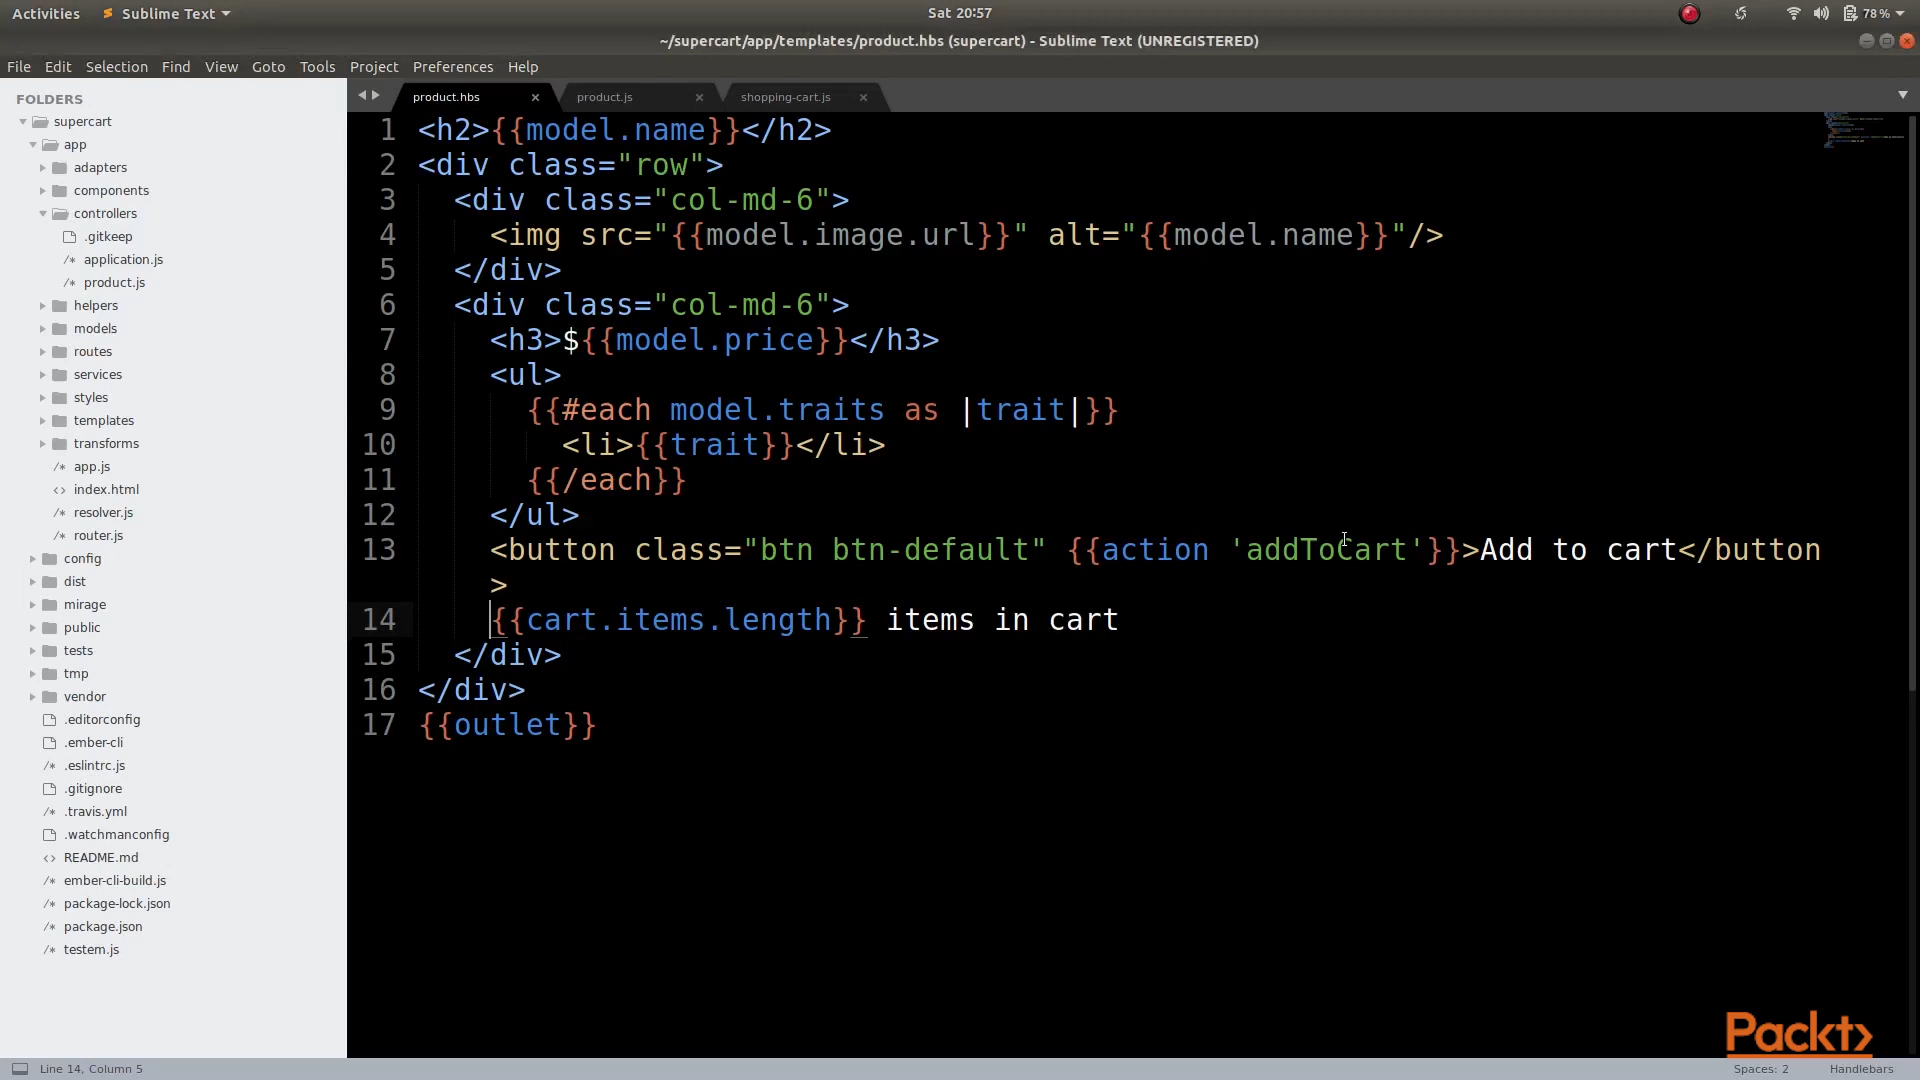 Activities Sublime Text Sat 20:57 78%
~/supercart/app/templates/product.hbs (supercart) - Sublime Text (UNREGISTERED)
File Edit Selection Find View Goto Tools Project Preferences Help
FOLDERS
supercart
app
adapters
components
controllers
.gitkeep
/* application.js
/* product.js
helpers
models
routes
services
styles
templates
transforms
/* app.js
<> index.html
/* resolver.js
/* router.js
config
dist
mirage
public
tests
tmp
vendor
.editorconfig
.ember-cli
/* .eslintrc.js
.gitignore
/* .travis.yml
.watchmanconfig
<> README.md
/* ember-cli-build.js
/* package-lock.json
/* package.json
/* testem.js
product.hbs × product.js × shopping-cart.js ×
1 <h2>{{model.name}}</h2>
2 <div class="row">
3 <div class="col-md-6">
4 <img src="{{model.image.url}}" alt="{{model.name}}"/>
5 </div>
6 <div class="col-md-6">
7 <h3>${{model.price}}</h3>
8 <ul>
9 {{#each model.traits as |trait|}}
10 <li>{{trait}}</li>
11 {{/each}}
12 </ul>
13 <button class="btn btn-default" {{action 'addToCart'}}>Add to cart</button
>
14 {{cart.items.length}} items in cart
15 </div>
16 </div>
17 {{outlet}}
Packt>
Line 14, Column 5 Spaces: 2 Handlebars